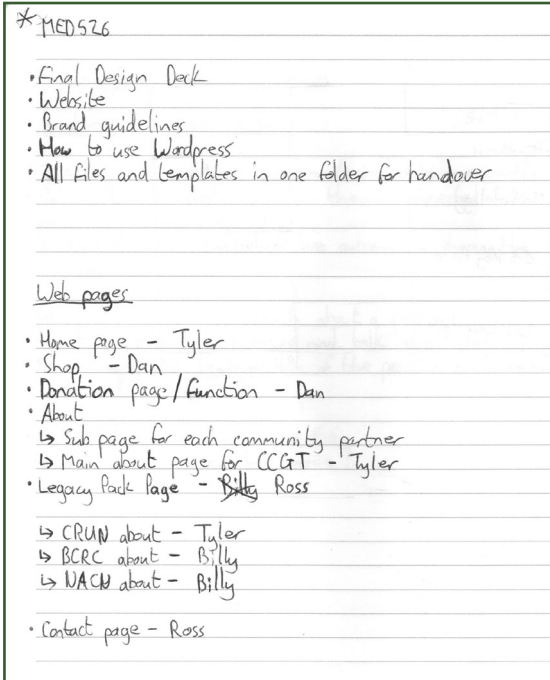 * MED526
• Final Design Deck
• Website
• Brand guidelines
• How to use Wordpress
• All files and templates in one folder for handover
Web pages
• Home page - Tyler
• Shop - Dan
• Donation page/function - Dan
• About
↳ Sub page for each community partner
↳ Main about page for CCGT - Tyler
• Legacy Pack Page - Billy Ross
↳ CRUN about - Tyler
↳ BCRC about - Billy
↳ NACN about - Billy
• Contact page - Ross